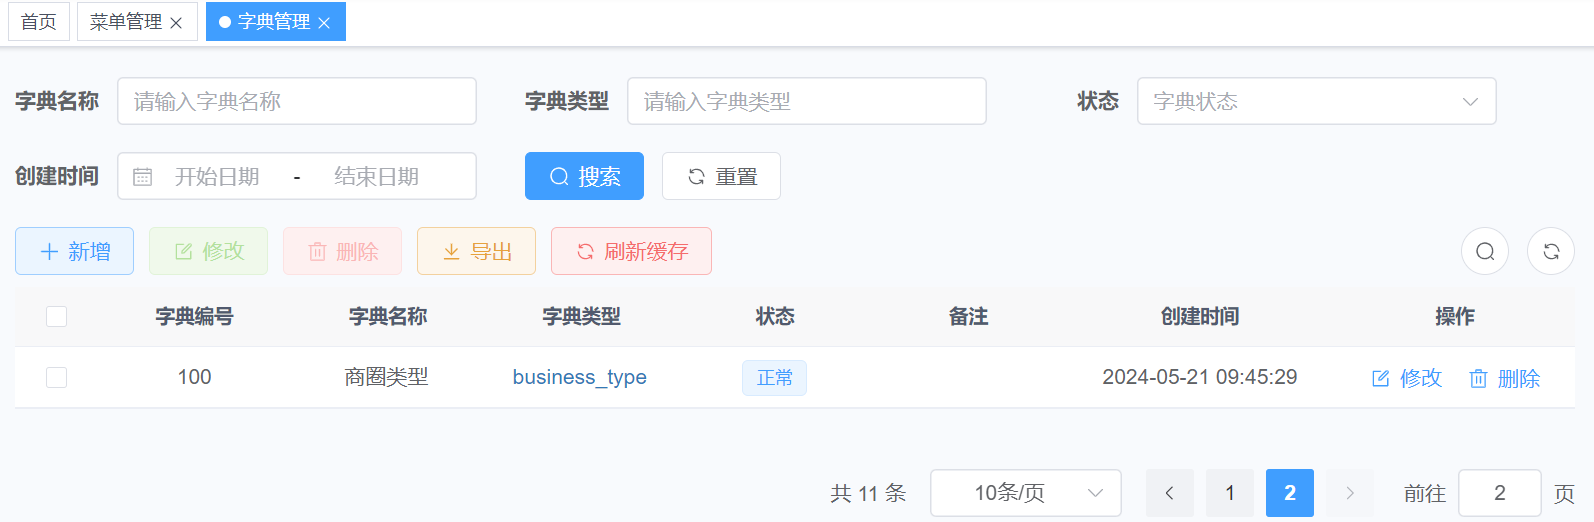 首页 菜单管理 字典管理
字典名称 请输入字典名称 字典类型 请输入字典类型 状态 字典状态
创建时间 开始日期 - 结束日期 搜索 重置
新增 修改 删除 导出 刷新缓存
字典编号 字典名称 字典类型 状态 备注 创建时间 操作
100 商圈类型 business_type 正常 2024-05-21 09:45:29 修改 删除
共 11 条 10条/页 1 2 前往 2 页